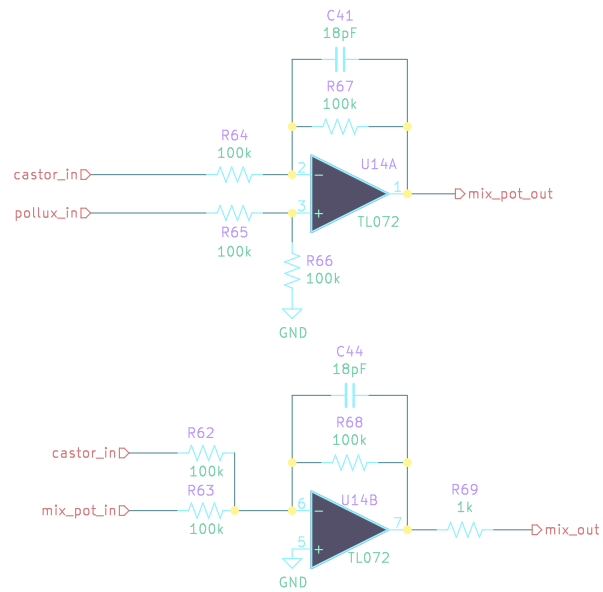 C41
18pF
R67
100k
R64
100k
U14A
castor_in
2
1
mix_pot_out
pollux_in
3
R65
100k
TL072
R66
100k
GND
C44
18pF
R68
100k
R62
castor_in
100k
R63
mix_pot_in
100k
6
U14B
7
R69
1k
mix_out
5
TL072
GND